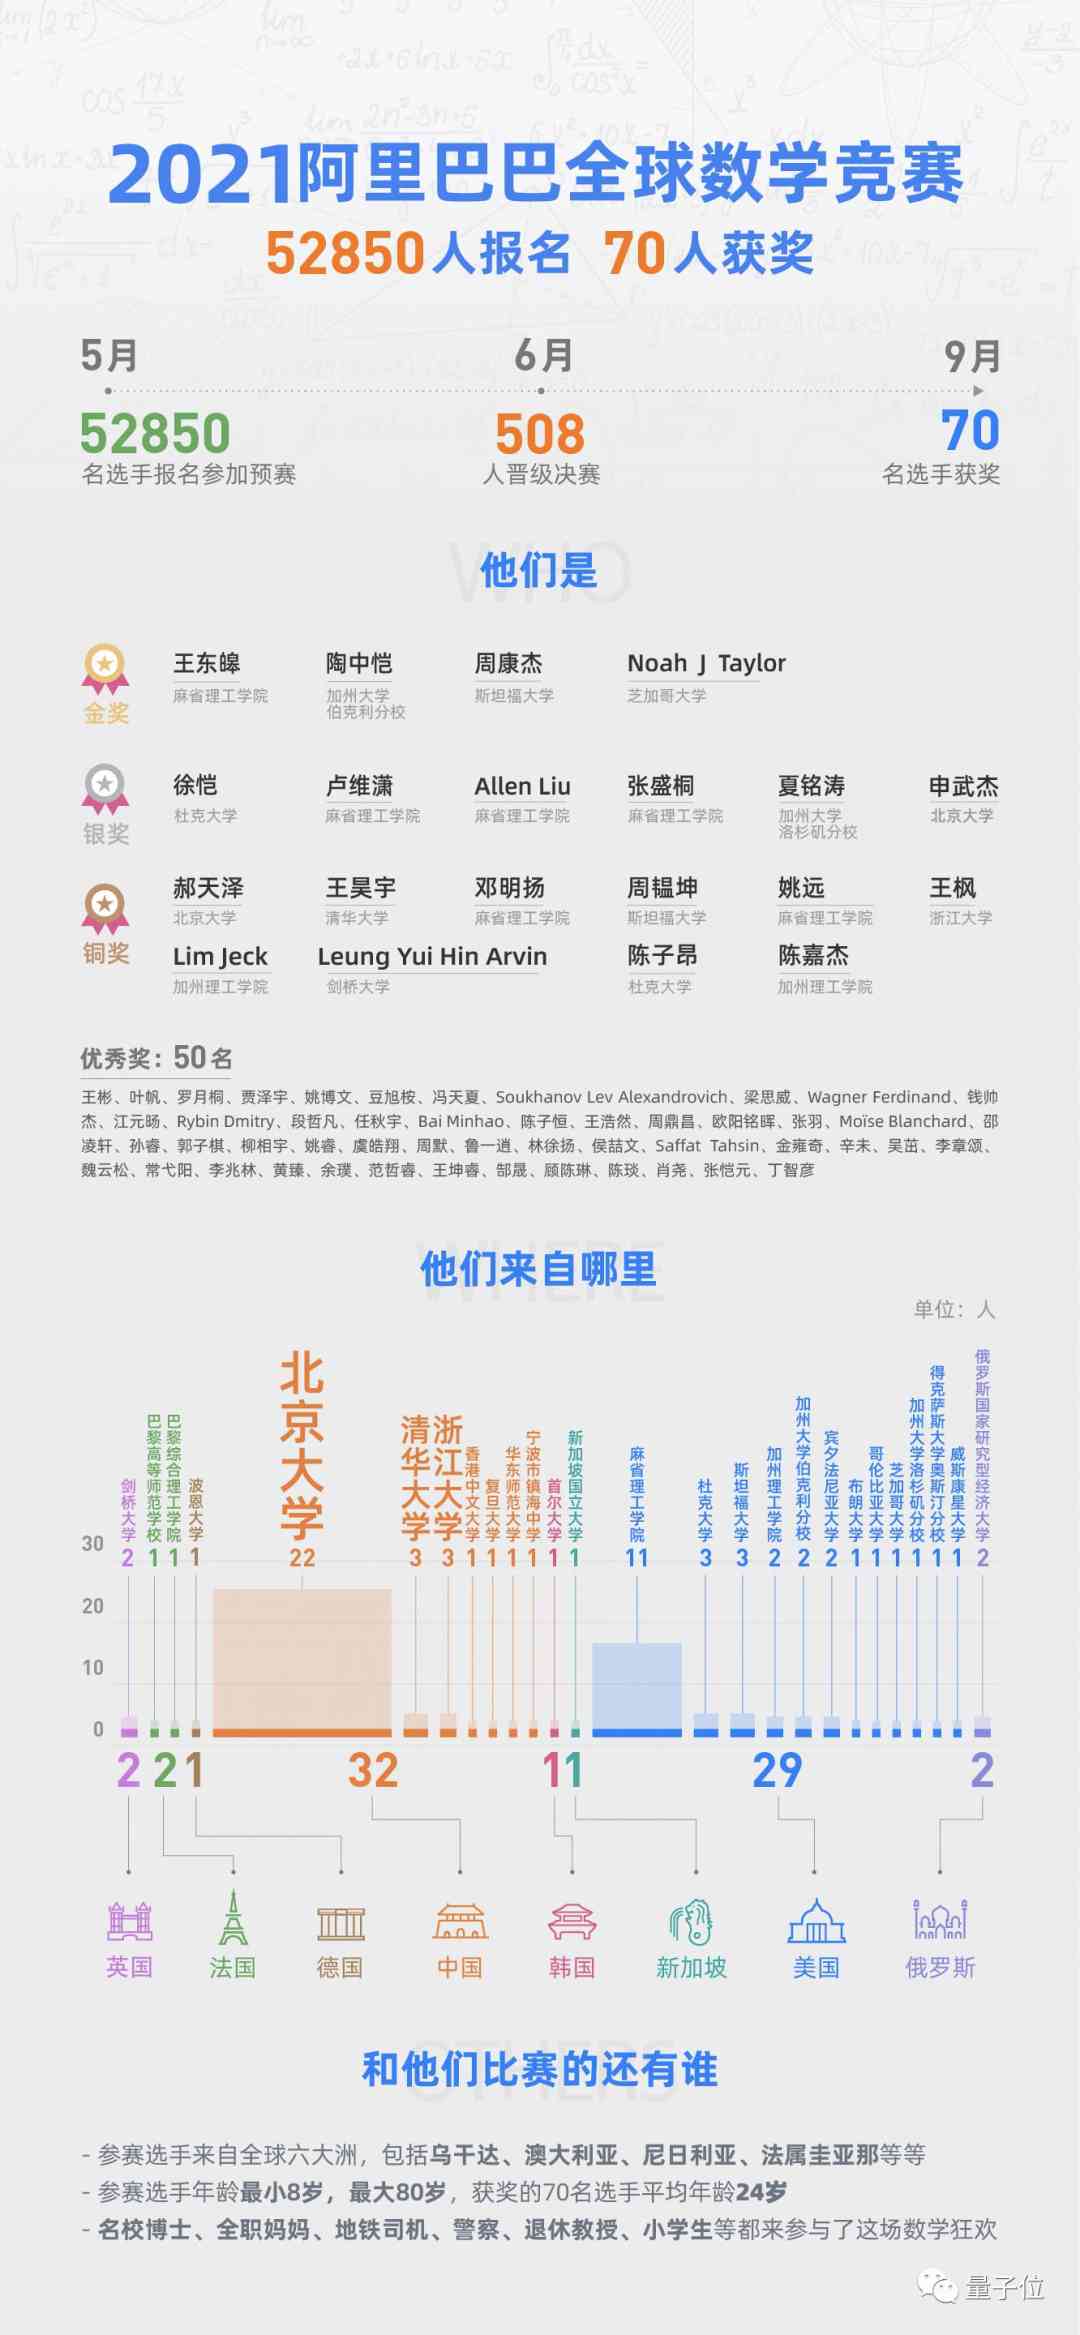 2021阿里巴巴全球数学竞赛
52850人报名 70人获奖
5月 6月 9月
52850 508 70
名选手报名参加预赛 人晋级决赛 名选手获奖
WHO
他们是
金奖
王东皞 陶中恺 周康杰 Noah J Taylor
麻省理工学院 加州大学 斯坦福大学 芝加哥大学
伯克利分校
银奖
徐恺 卢维潇 Allen Liu 张盛桐 夏铭涛 申武杰
杜克大学 麻省理工学院 麻省理工学院 麻省理工学院 加州大学 北京大学
洛杉矶分校
铜奖
郝天泽 王昊宇 邓明扬 周韫坤 姚远 王枫
北京大学 清华大学 麻省理工学院 斯坦福大学 麻省理工学院 浙江大学
Lim Jeck Leung Yui Hin Arvin 陈子昂 陈嘉杰
加州理工学院 剑桥大学 杜克大学 加州理工学院
优秀奖：50名
王彬、叶帆、罗月桐、贾泽宇、姚博文、豆旭桉、冯天夏、Soukhanov Lev Alexandrovich、梁思威、Wagner Ferdinand、钱帅
杰、江元旸、Rybin Dmitry、段哲凡、任秋宇、Bai Minhao、陈子恒、王浩然、周鼎昌、欧阳铭晖、张羽、Moïse Blanchard、邵
凌轩、孙睿、郭子棋、柳相宇、姚睿、虞皓翔、周默、鲁一逍、林徐扬、侯喆文、Saffat Tahsin、金雍奇、辛未、吴茁、李章颂、
魏云松、常弋阳、李兆林、黄臻、余璞、范哲睿、王坤睿、郜晟、顾陈琳、陈琰、肖尧、张恺元、丁智彦
WHERE
他们来自哪里
单位：人
剑桥大学
巴黎高等师范学校
巴黎综合理工学院
波恩大学
北京大学
清华大学
浙江大学
香港中文大学
复旦大学
华东师范大学
宁波市镇海中学
首尔大学
新加坡国立大学
麻省理工学院
杜克大学
斯坦福大学
加州理工学院
加州大学伯克利分校
宾夕法尼亚大学
布朗大学
哥伦比亚大学
芝加哥大学
加州大学洛杉矶分校
得克萨斯大学奥斯汀分校
威斯康星大学
俄罗斯国家研究型经济大学
2 1 1 1 22 3 3 1 1 1 1 1 1 11 3 3 2 2 2 1 1 1 1 1 1 2
30
20
10
0
2 2 1 32 1 1 29 2
英国 法国 德国 中国 韩国 新加坡 美国 俄罗斯
OTHERS
和他们比赛的还有谁
- 参赛选手来自全球六大洲，包括乌干达、澳大利亚、尼日利亚、法属圭亚那等等
- 参赛选手年龄最小8岁，最大80岁，获奖的70名选手平均年龄24岁
- 名校博士、全职妈妈、地铁司机、警察、退休教授、小学生等都来参与了这场数学狂欢
量子位